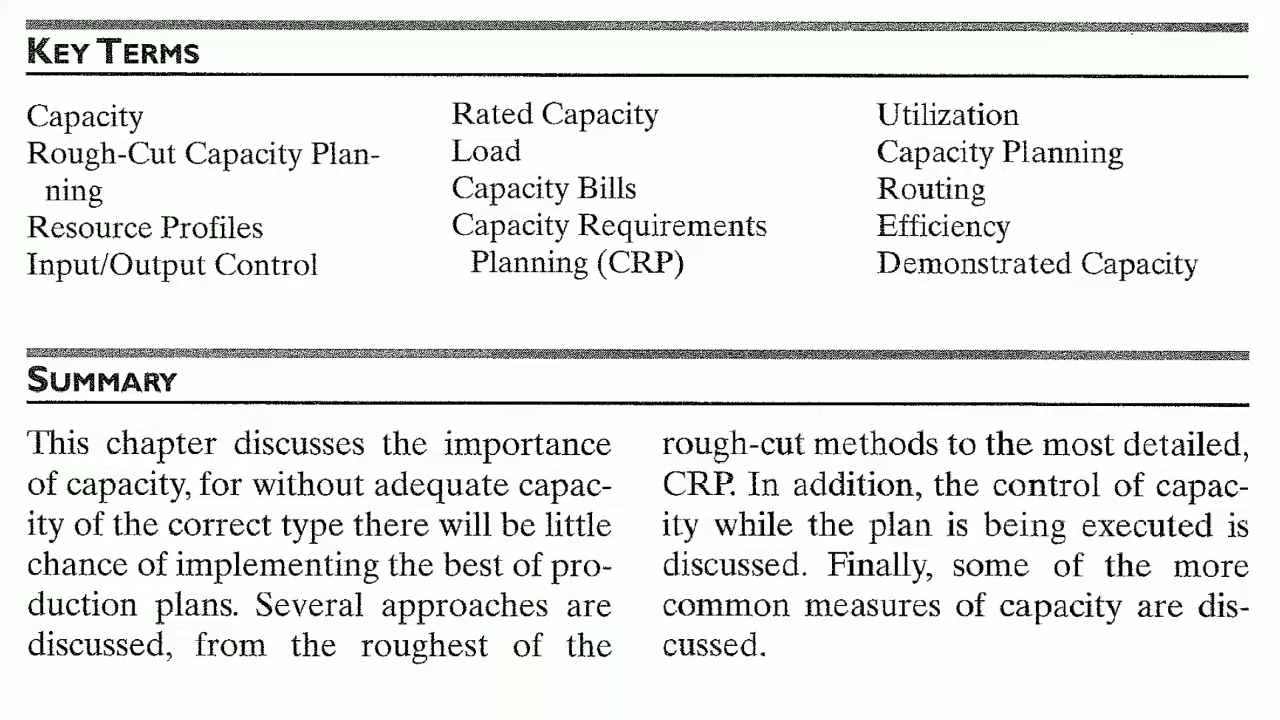 KEY TERMS
Capacity
Rough-Cut Capacity Plan-
ning
Resource Profiles
Input/Output Control
Rated Capacity
Load
Capacity Bills
Capacity Requirements
Planning (CRP)
Utilization
Capacity Planning
Routing
Efficiency
Demonstrated Capacity
SUMMARY
This chapter discusses the importance
of capacity, for without adequate capac-
ity of the correct type there will be little
chance of implementing the best of pro-
duction plans. Several approaches are
discussed, from the roughest of the
rough-cut methods to the most detailed,
CRP. In addition, the control of capac-
ity while the plan is being executed is
discussed. Finally, some of the more
common measures of capacity are dis-
cussed.